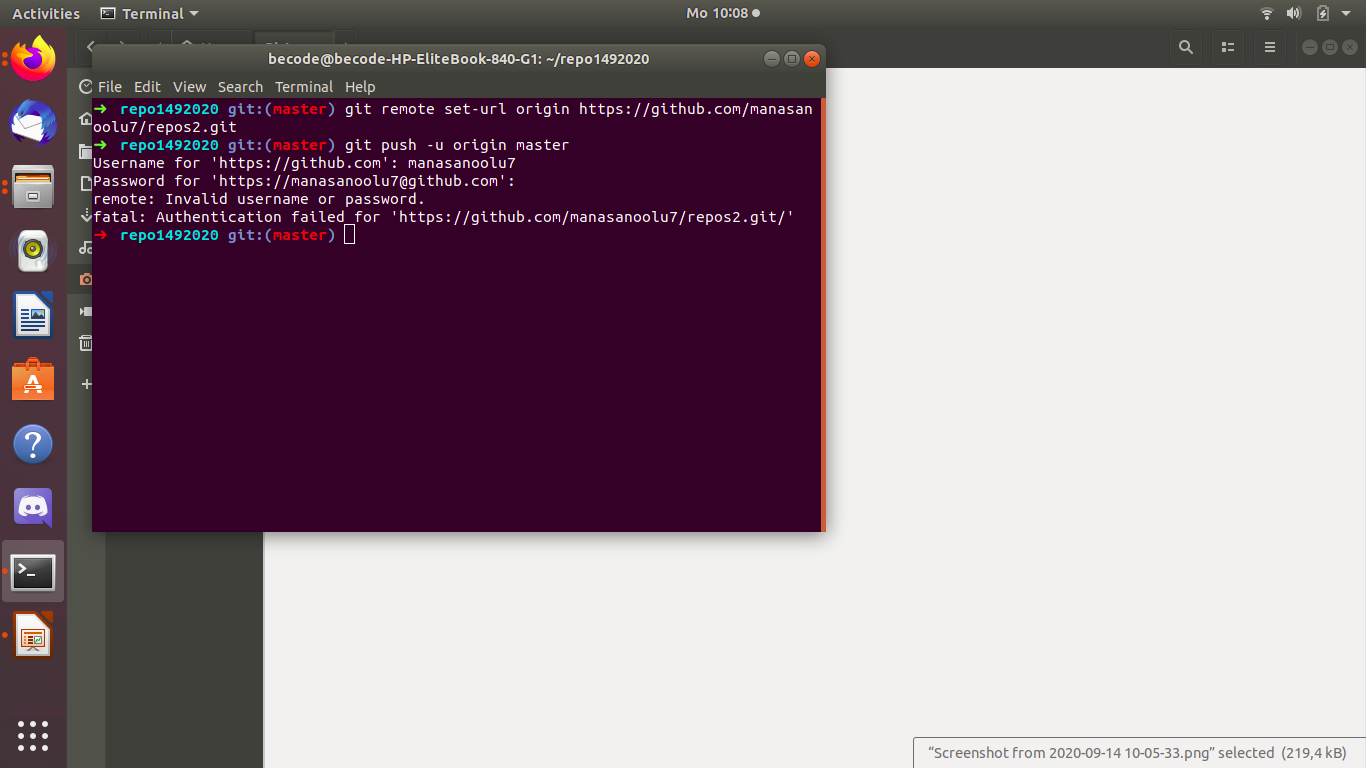 Activities
Terminal
Mo 10:08
becode@becode-HP-EliteBook-840-G1: ~/repo1492020
File Edit View Search Terminal Help
➜ repo1492020 git:(master) git remote set-url origin https://github.com/manasan
oolu7/repos2.git
➜ repo1492020 git:(master) git push -u origin master
Username for 'https://github.com': manasanoolu7
Password for 'https://manasanoolu7@github.com':
remote: Invalid username or password.
fatal: Authentication failed for 'https://github.com/manasanoolu7/repos2.git/'
➜ repo1492020 git:(master)
“Screenshot from 2020-09-14 10-05-33.png” selected (219,4 kB)